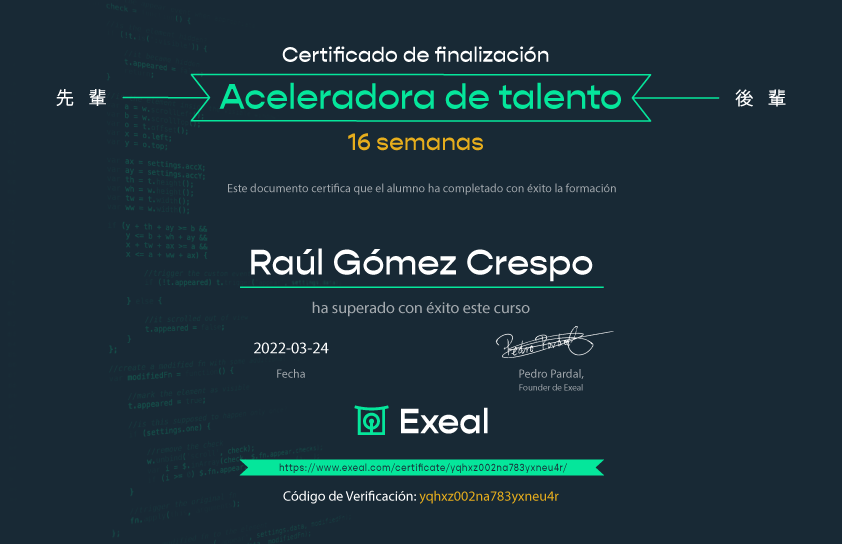 Certificado de finalización
先 輩
Aceleradora de talento
後 輩
16 semanas
Este documento certifica que el alumno ha completado con éxito la formación
Raúl Gómez Crespo
ha superado con éxito este curso
2022-03-24
Fecha
Pedro Pardal
Pedro Pardal,
Founder de Exeal
Exeal
https://www.exeal.com/certificate/yqhxz002na783yxneu4r/
Código de Verificación: yqhxz002na783yxneu4r